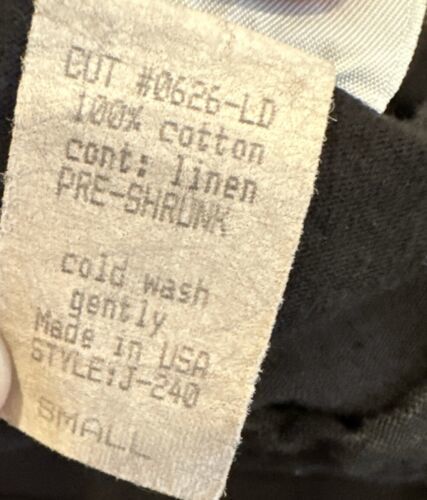 CUT #0626-LD
100% cotton
cont: linen
PRE-SHRUNK
cold wash
gently
Made in USA
STYLE:J-240
SMALL